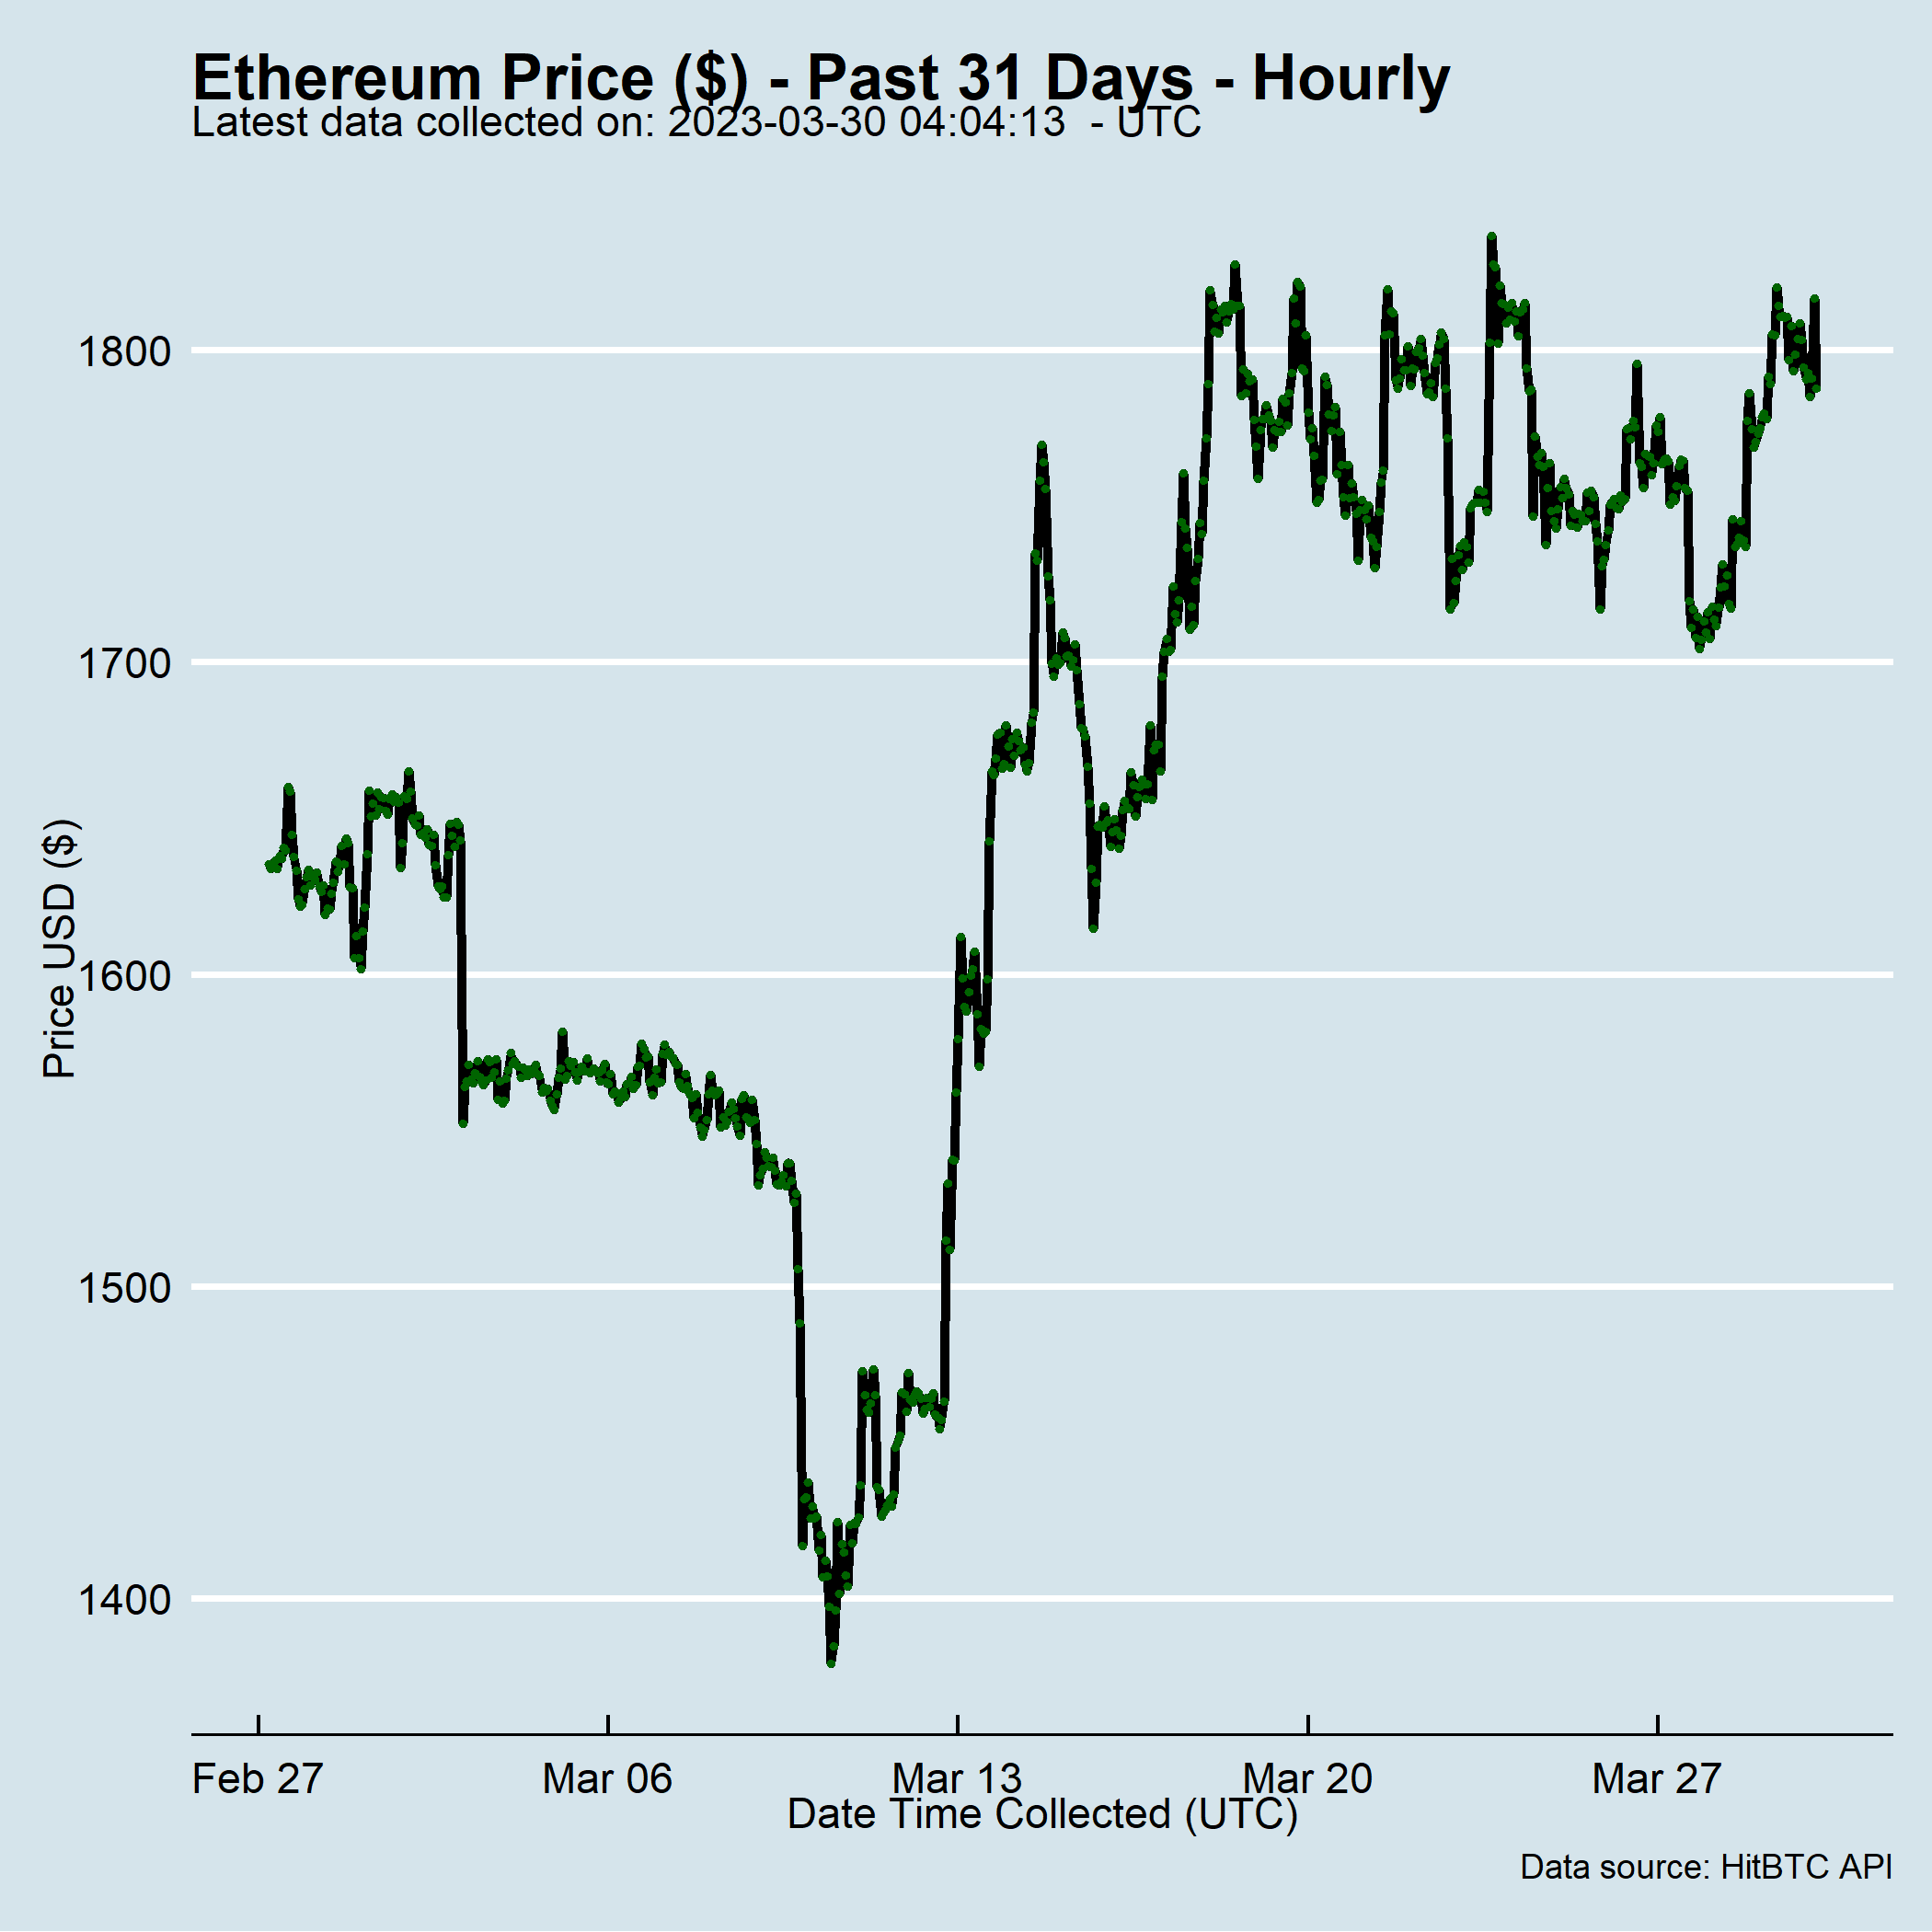 Ethereum Price ($) - Past 31 Days - Hourly
Latest data collected on: 2023-03-30 04:04:13  - UTC
Price USD ($)
1800
1700
1600
1500
1400
Feb 27
Mar 06
Mar 13
Mar 20
Mar 27
Date Time Collected (UTC)
Data source: HitBTC API